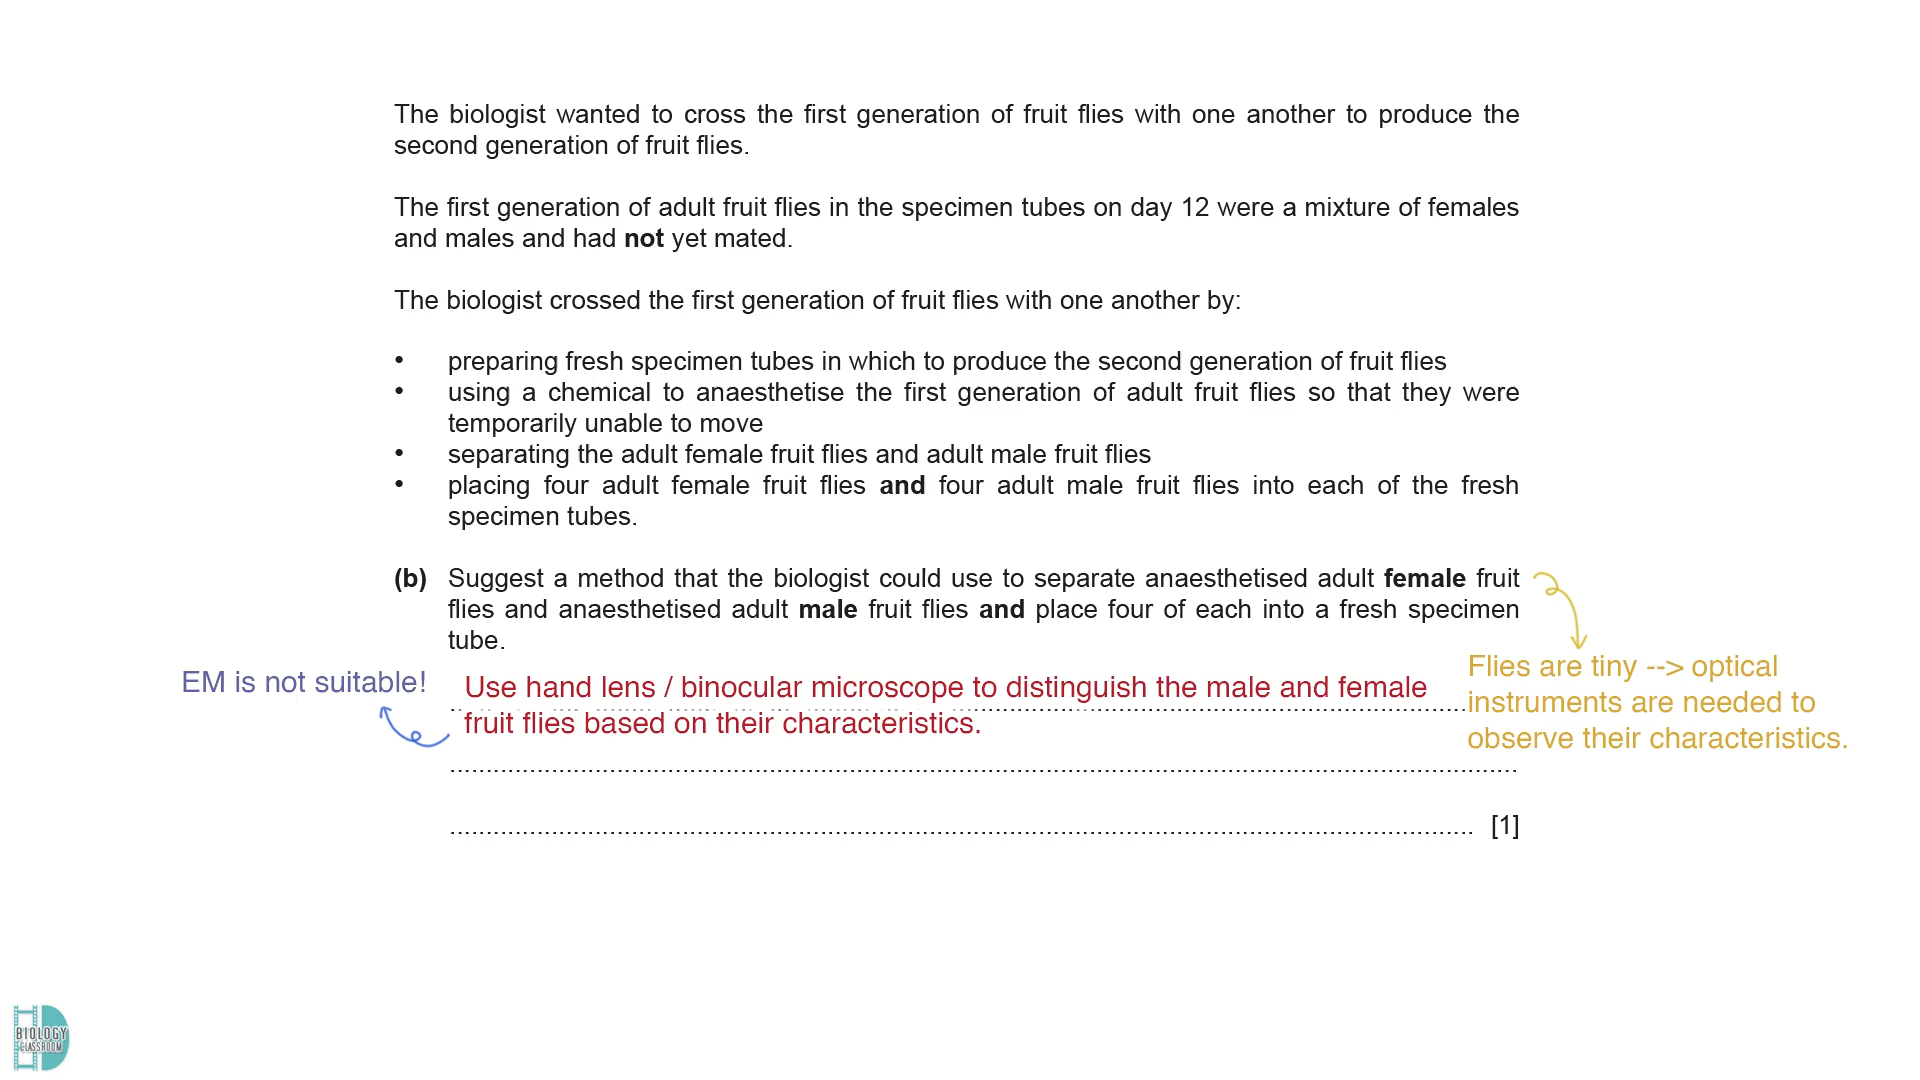 The biologist wanted to cross the first generation of fruit flies with one another to produce the
second generation of fruit flies.
The first generation of adult fruit flies in the specimen tubes on day 12 were a mixture of females
and males and had not yet mated.
The biologist crossed the first generation of fruit flies with one another by:
• preparing fresh specimen tubes in which to produce the second generation of fruit flies
• using a chemical to anaesthetise the first generation of adult fruit flies so that they were
temporarily unable to move
• separating the adult female fruit flies and adult male fruit flies
• placing four adult female fruit flies and four adult male fruit flies into each of the fresh
specimen tubes.
(b) Suggest a method that the biologist could use to separate anaesthetised adult female fruit
flies and anaesthetised adult male fruit flies and place four of each into a fresh specimen
tube.
EM is not suitable!
Use hand lens / binocular microscope to distinguish the male and female
fruit flies based on their characteristics.
Flies are tiny --> optical
instruments are needed to
observe their characteristics.
[1]
BIOLOGY
CLASSROOM